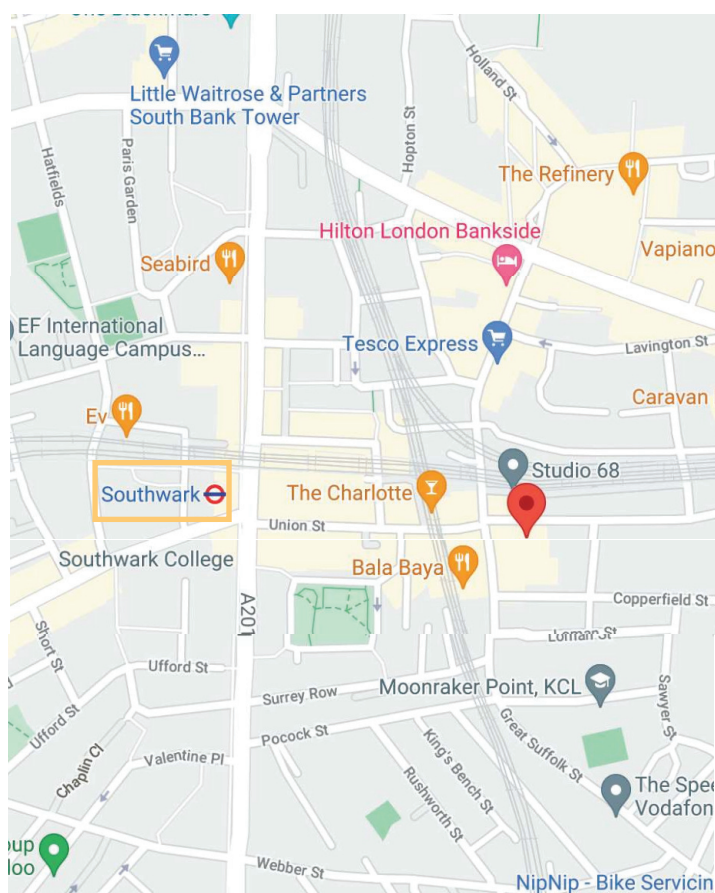 Little Waitrose & Partners
South Bank Tower
Holland St
Hopton St
Hatfields
Paris Garden
The Refinery
Hilton London Bankside
Vapiano
Seabird
EF International
Language Campus...
Tesco Express
Lavington St
Caravan
Ev
Studio 68
Southwark
The Charlotte
Union St
Southwark College
Bala Baya
A201
Copperfield St
Short St
Ufford St
Moonraker Point, KCL
Surrey Row
Sawyer St
Ufford St
Pocock St
Great Suffolk St
King's Bench St
Chaplin Cl
Valentine Pl
Rushworth St
The Spee
Vodafon
oup
loo
Webber St
NipNip - Bike Servicin